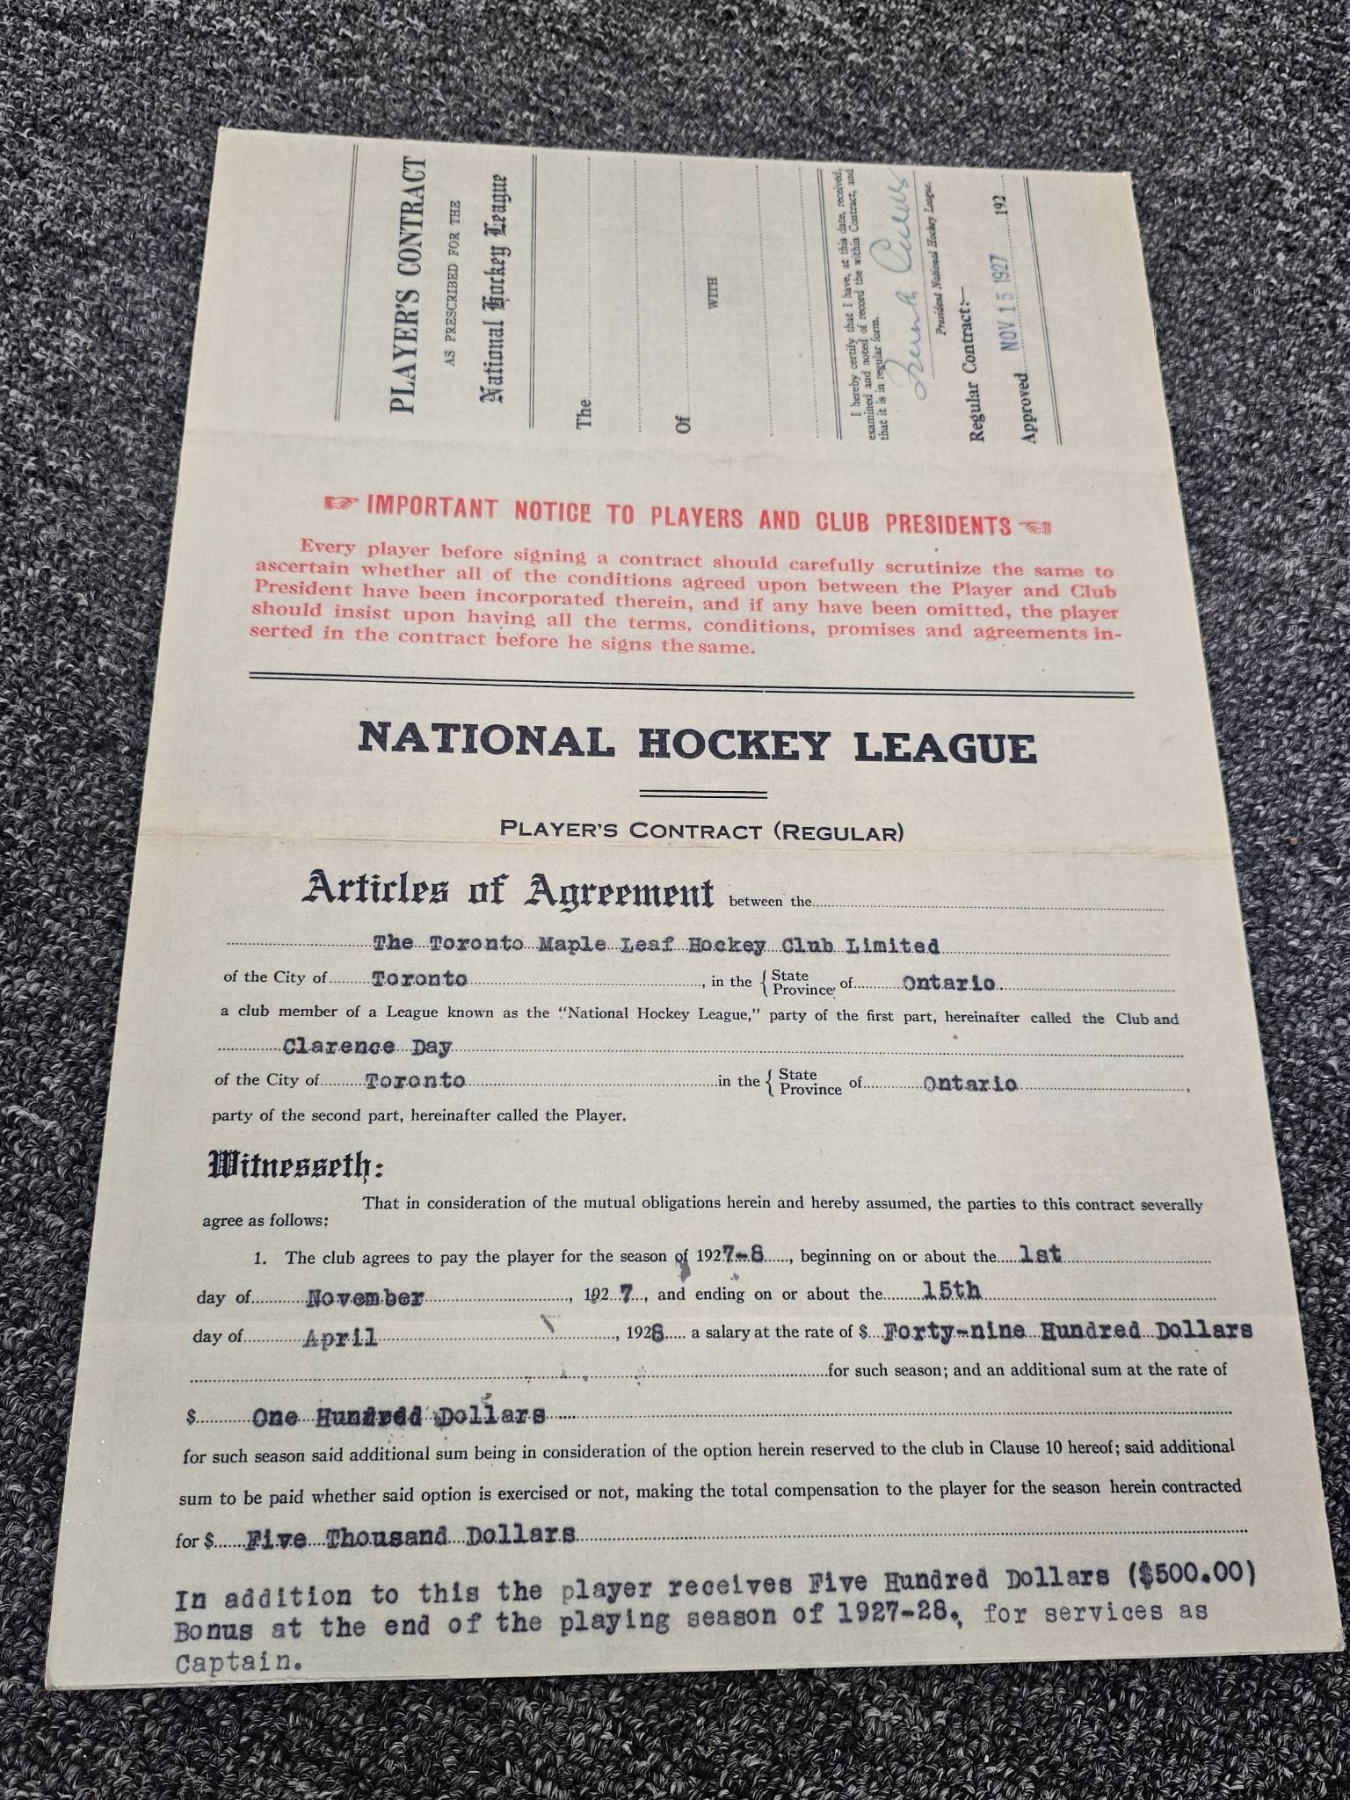 PLAYER'S CONTRACT
AS PRESCRIBED FOR THE
National Hockey League
The
Of
WITH
I hereby certify that I have, at this date, received,
examined and noted of record the within Contract, and
that it is in regular form.
Frank Calder
President National Hockey League.
Regular Contract:—
Approved NOV 15 1927 192
☞ IMPORTANT NOTICE TO PLAYERS AND CLUB PRESIDENTS ☜
Every player before signing a contract should carefully scrutinize the same to
ascertain whether all of the conditions agreed upon between the Player and Club
President have been incorporated therein, and if any have been omitted, the player
should insist upon having all the terms, conditions, promises and agreements in-
serted in the contract before he signs the same.
NATIONAL HOCKEY LEAGUE
PLAYER'S CONTRACT (REGULAR)
Articles of Agreement between the
The Toronto Maple Leaf Hockey Club Limited
of the City of Toronto, in the { State Province of Ontario.
a club member of a League known as the "National Hockey League," party of the first part, hereinafter called the Club and
Clarence Day
of the City of Toronto in the { State Province of Ontario,
party of the second part, hereinafter called the Player.
Witnesseth:
That in consideration of the mutual obligations herein and hereby assumed, the parties to this contract severally
agree as follows:
1. The club agrees to pay the player for the season of 1927-8, beginning on or about the 1st
day of November, 1927, and ending on or about the 15th
day of April, 1928 a salary at the rate of $ Forty-nine Hundred Dollars
for such season; and an additional sum at the rate of
$ One Hundred Dollars
for such season said additional sum being in consideration of the option herein reserved to the club in Clause 10 hereof; said additional
sum to be paid whether said option is exercised or not, making the total compensation to the player for the season herein contracted
for $ Five Thousand Dollars
In addition to this the player receives Five Hundred Dollars ($500.00)
Bonus at the end of the playing season of 1927-28, for services as
Captain.